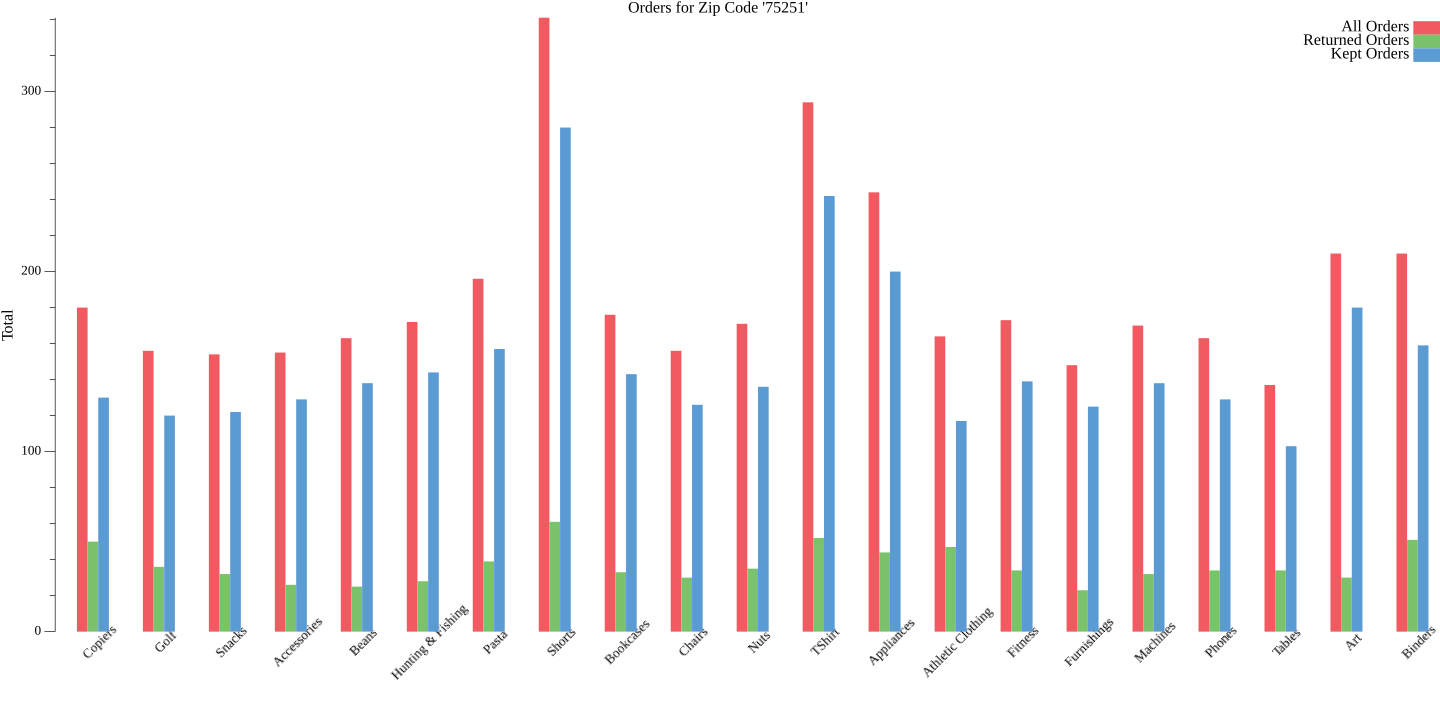 Orders for Zip Code '75251'
All Orders
Returned Orders
Kept Orders
Total
300
200
100
0
Copiers
Golf
Snacks
Accessories
Beans
Hunting & Fishing
Pasta
Shorts
Bookcases
Chairs
Nuts
TShirt
Appliances
Athletic Clothing
Fitness
Furnishings
Machines
Phones
Tables
Art
Binders